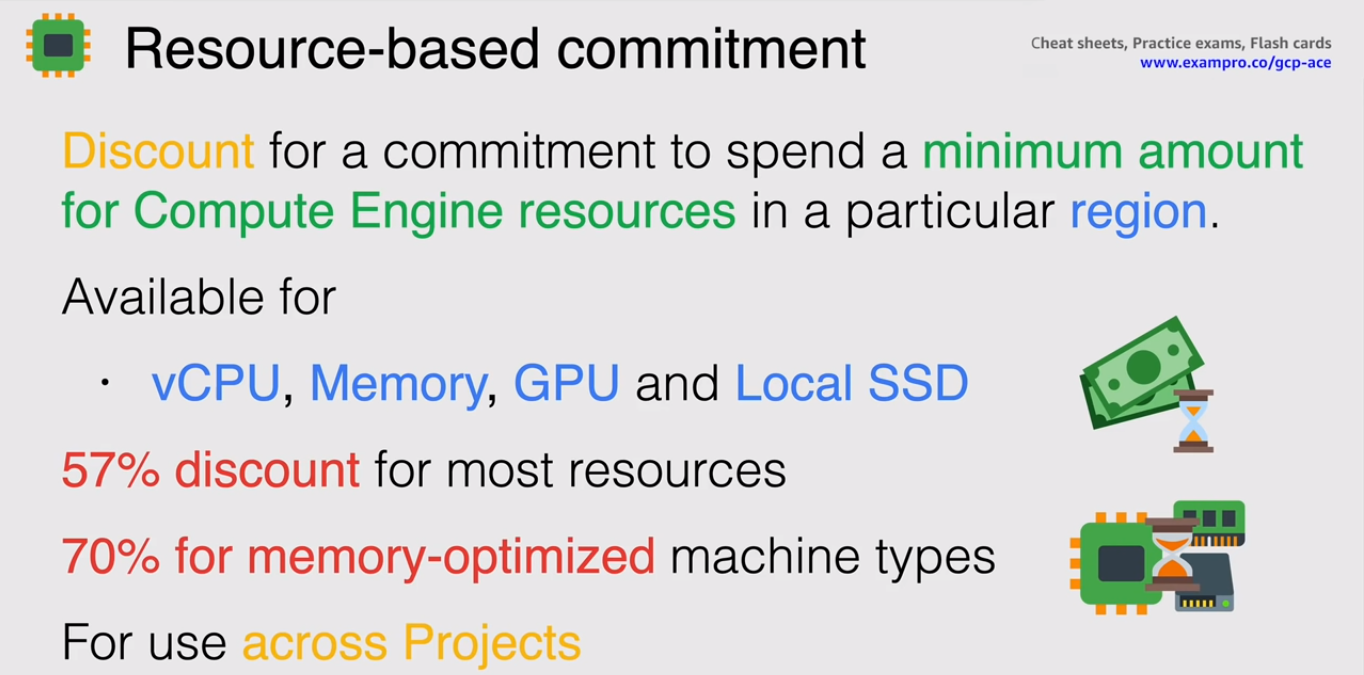 Resource-based commitment
Cheat sheets, Practice exams, Flash cards
www.exampro.co/gcp-ace
Discount for a commitment to spend a minimum amount
for Compute Engine resources in a particular region.
Available for
· vCPU, Memory, GPU and Local SSD
57% discount for most resources
70% for memory-optimized machine types
For use across Projects